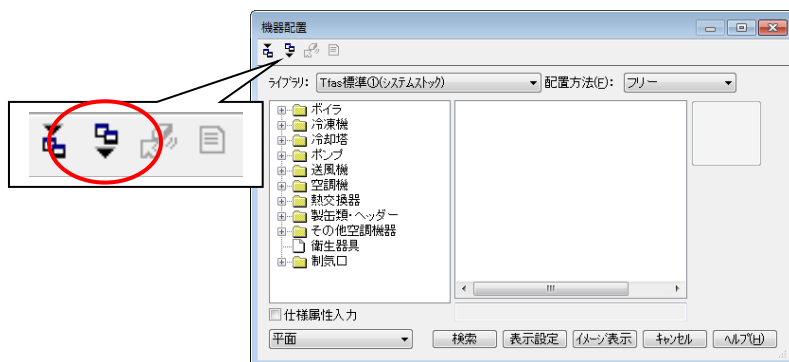 機器配置
ライブラリ: Tfas標準①(システムストック) 配置方法(F): フリー
ボイラ
冷凍機
冷却塔
ポンプ
送風機
空調機
熱交換器
製缶類・ヘッダー
その他空調機器
衛生器具
制気口
仕様属性入力
平面 検索 表示設定 イメージ表示 キャンセル ヘルプ(H)